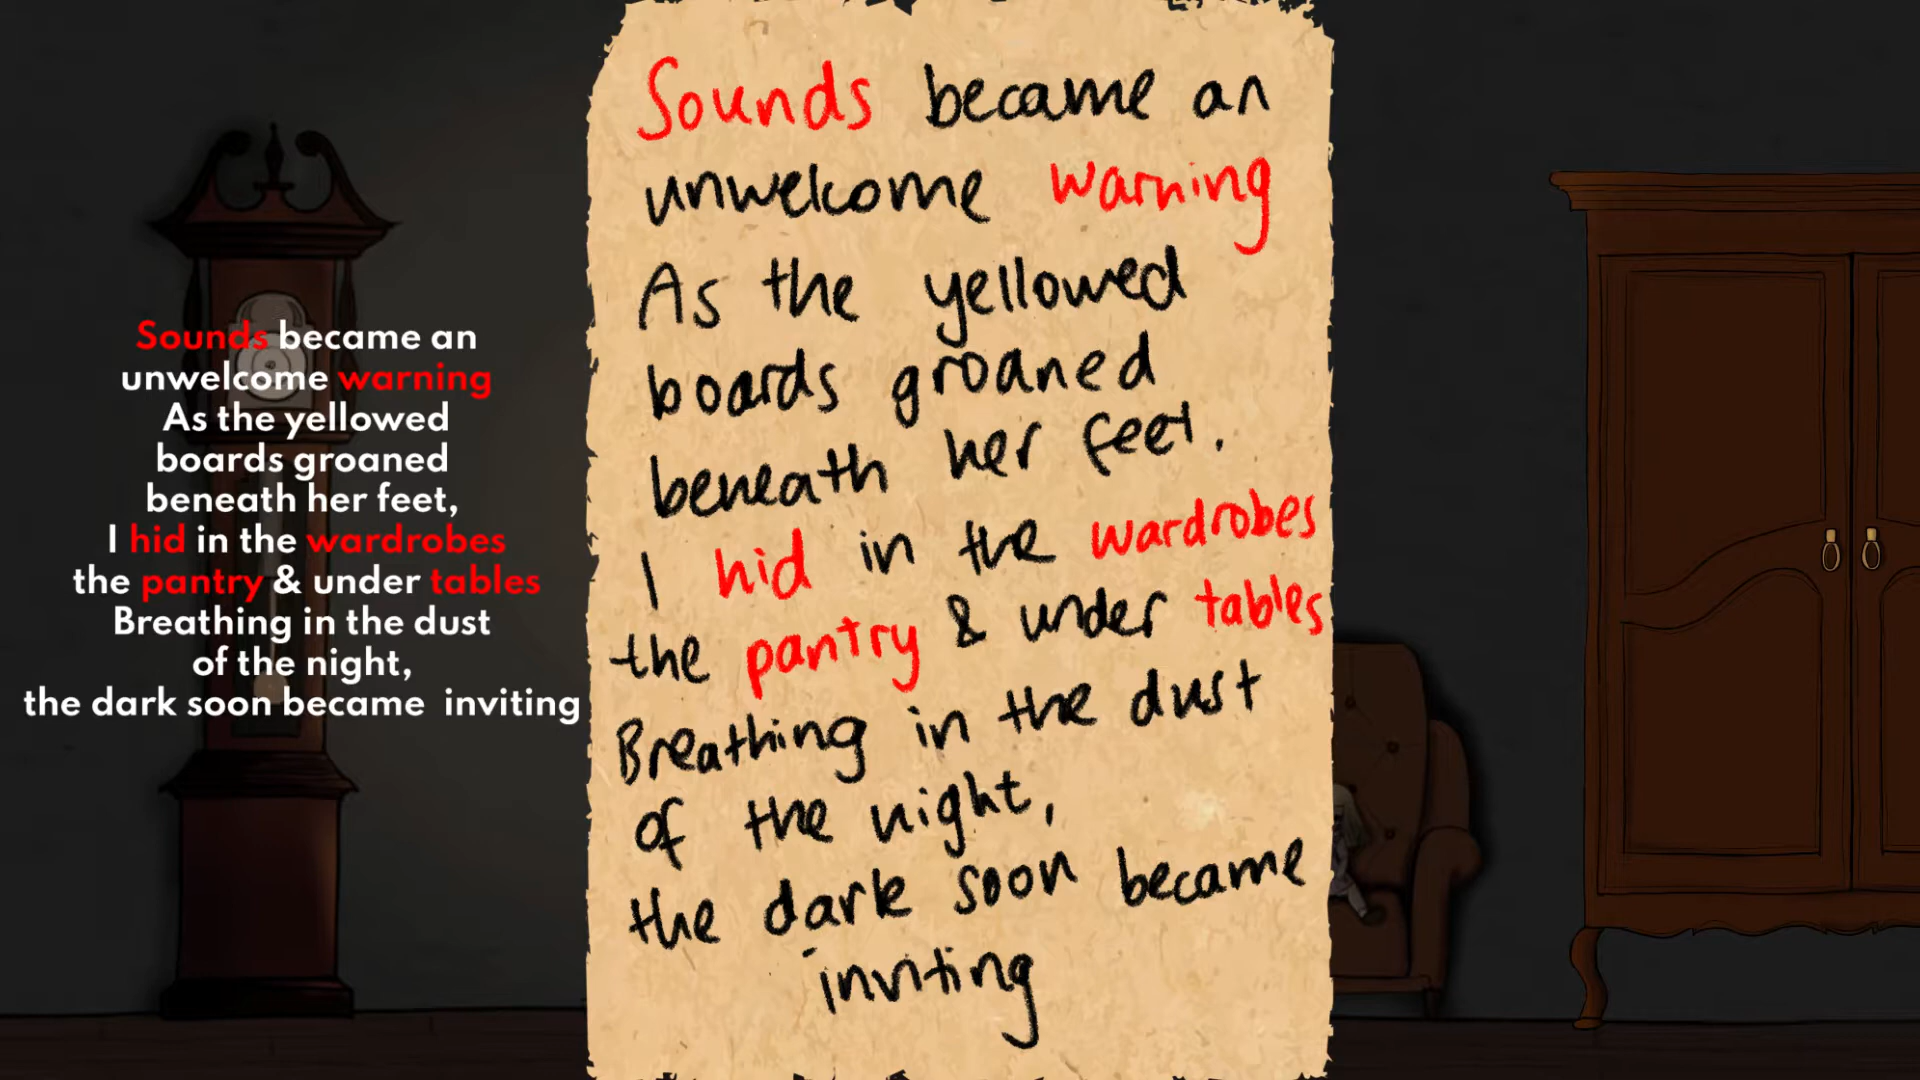 Sounds became an
unwelcome warning
As the yellowed
boards groaned
beneath her feet,
I hid in the wardrobes
the pantry & under tables
Breathing in the dust
of the night,
the dark soon became  inviting
Sounds became an
unwelcome warning
As the yellowed
boards groaned
beneath her feet.
I hid in the wardrobes
the pantry & under tables
Breathing in the dust
of the night,
the dark soon became
inviting